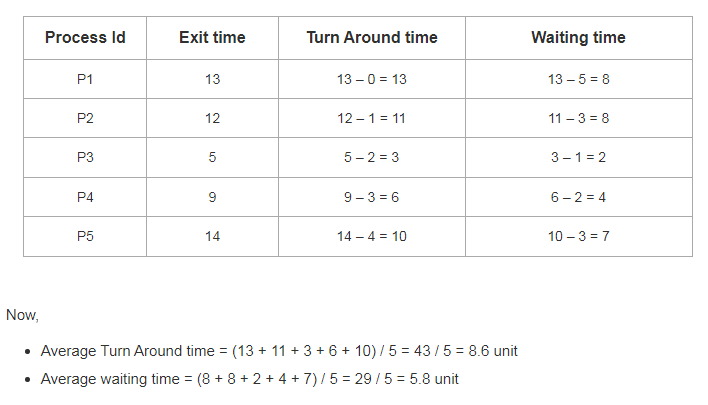 Process Id Exit time Turn Around time Waiting time
P1 13 13 – 0 = 13 13 – 5 = 8
P2 12 12 – 1 = 11 11 – 3 = 8
P3 5 5 – 2 = 3 3 – 1 = 2
P4 9 9 – 3 = 6 6 – 2 = 4
P5 14 14 – 4 = 10 10 – 3 = 7
Now,
• Average Turn Around time = (13 + 11 + 3 + 6 + 10) / 5 = 43 / 5 = 8.6 unit
• Average waiting time = (8 + 8 + 2 + 4 + 7) / 5 = 29 / 5 = 5.8 unit